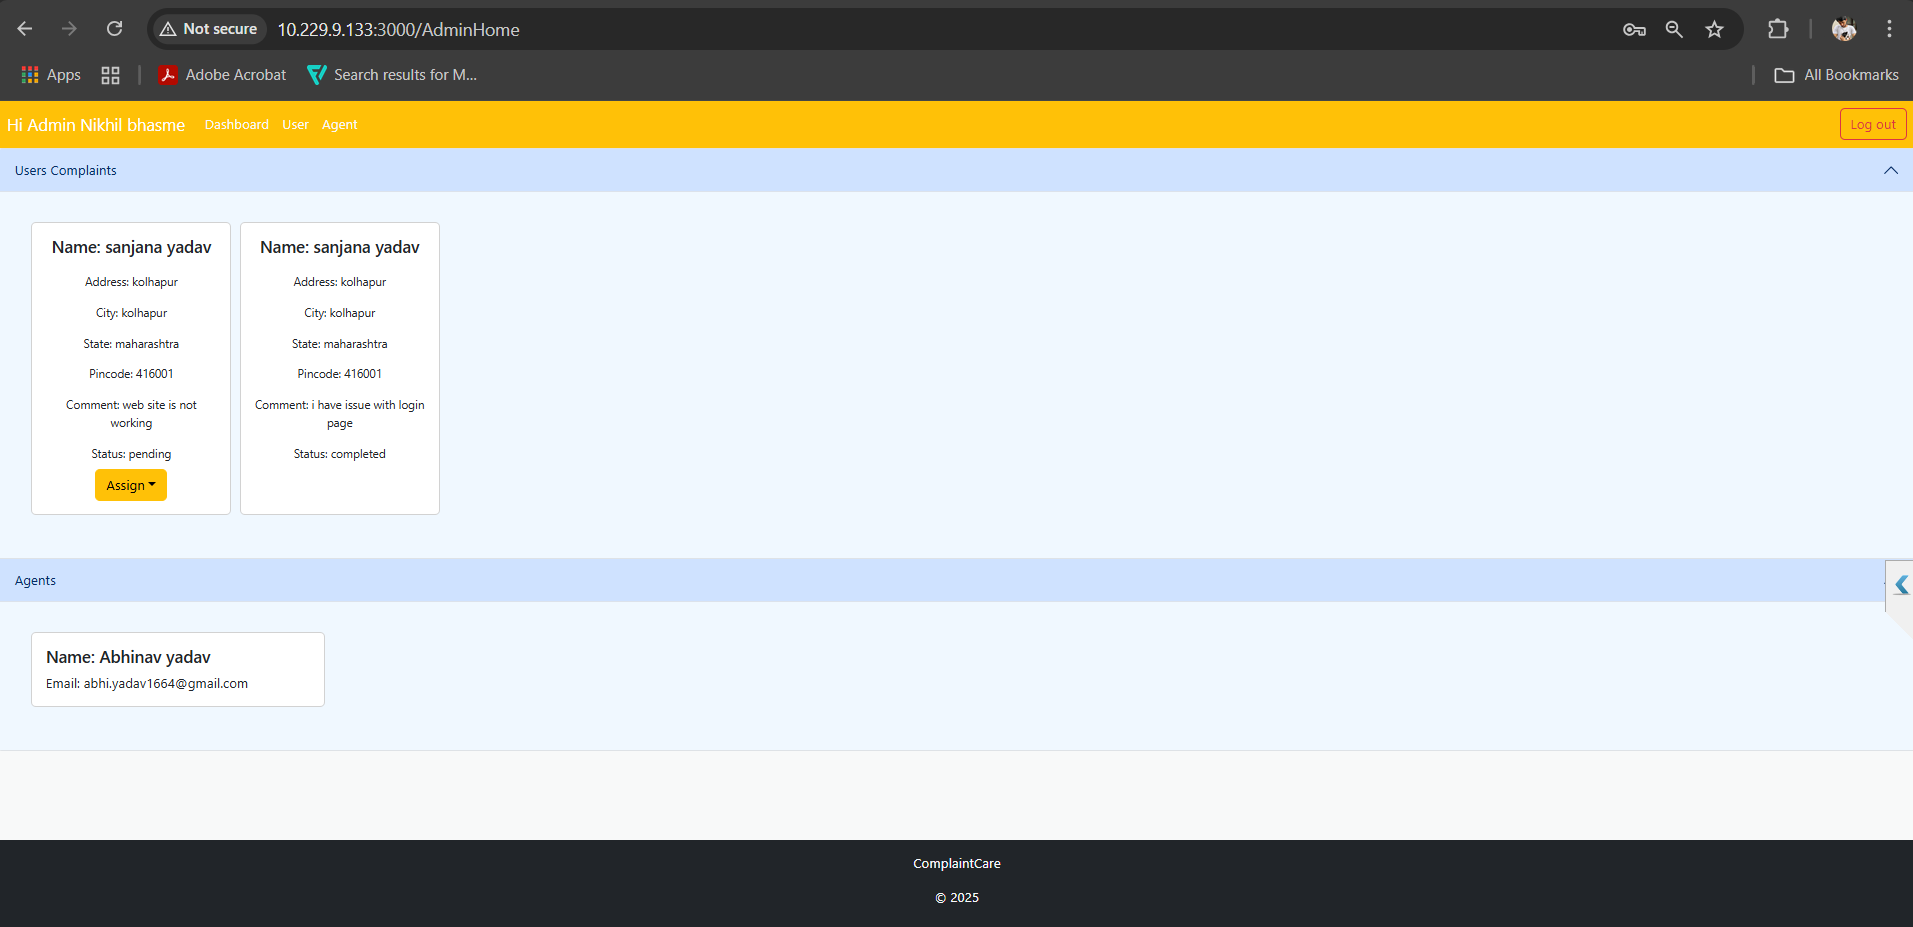 Not secure 10.229.9.133:3000/AdminHome
Apps Adobe Acrobat Search results for M... All Bookmarks
Hi Admin Nikhil bhasme Dashboard User Agent Log out
Users Complaints
Name: sanjana yadav
Address: kolhapur
City: kolhapur
State: maharashtra
Pincode: 416001
Comment: web site is not
working
Status: pending
Assign
Name: sanjana yadav
Address: kolhapur
City: kolhapur
State: maharashtra
Pincode: 416001
Comment: i have issue with login
page
Status: completed
Agents
Name: Abhinav yadav
Email: abhi.yadav1664@gmail.com
ComplaintCare
© 2025